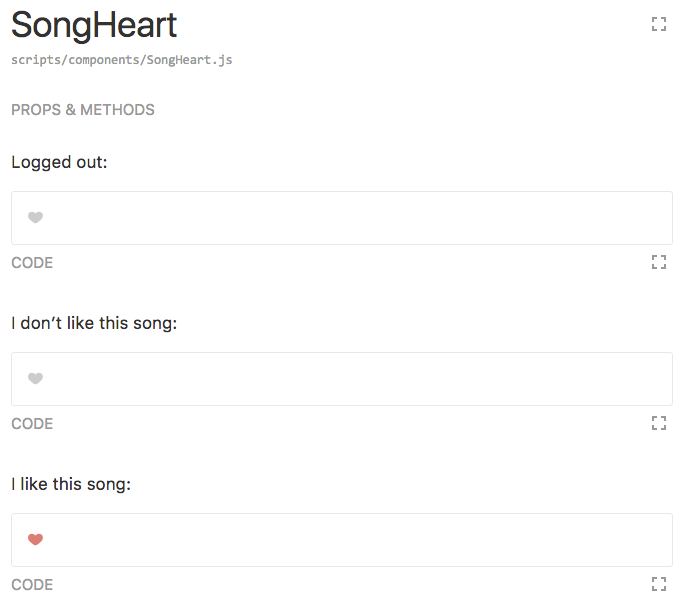 SongHeart
scripts/components/SongHeart.js
PROPS & METHODS
Logged out:
CODE
I don’t like this song:
CODE
I like this song:
CODE